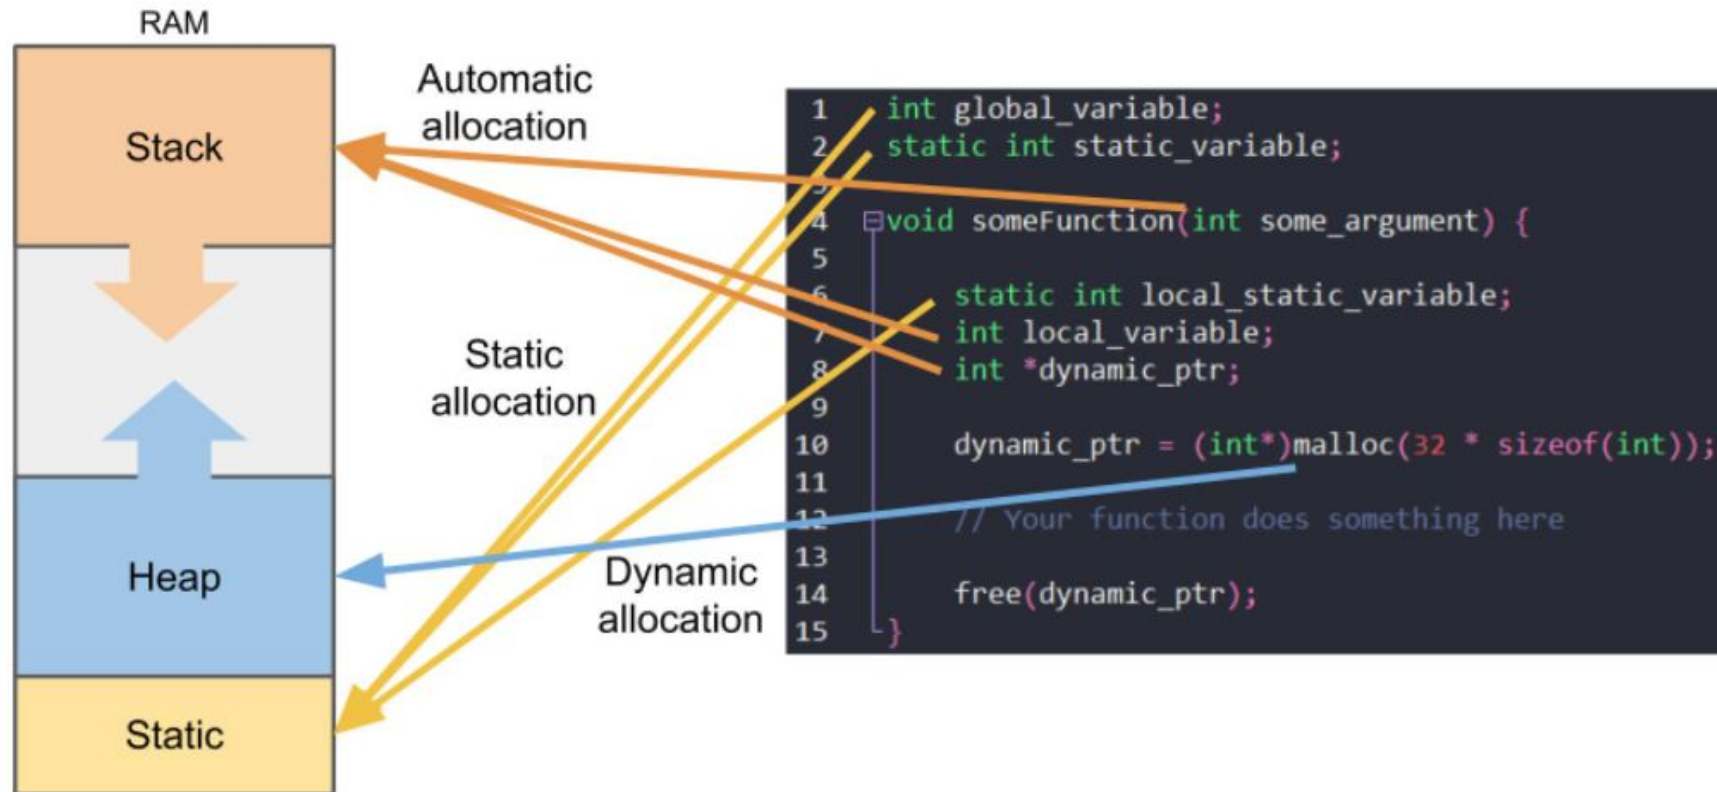 RAM
Stack
Heap
Static
Automatic
allocation
Static
allocation
Dynamic
allocation
1 int global_variable;
2 static int static_variable;
3
4 void someFunction(int some_argument) {
5
6 static int local_static_variable;
7 int local_variable;
8 int *dynamic_ptr;
9
10 dynamic_ptr = (int*)malloc(32 * sizeof(int));
11
12 // Your function does something here
13
14 free(dynamic_ptr);
15 }